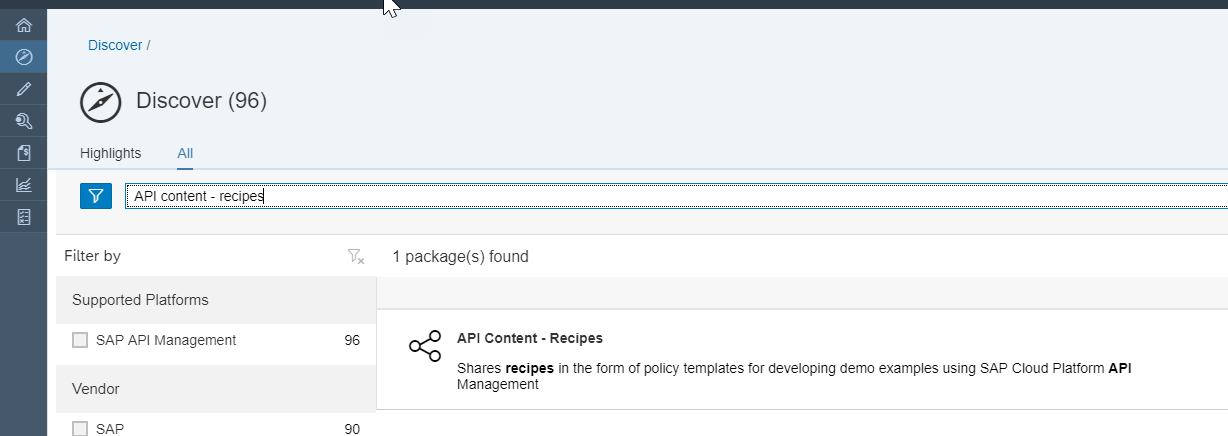 Discover /
Discover (96)
Highlights All
API content - recipes
Filter by
1 package(s) found
Supported Platforms
SAP API Management 96
Vendor
SAP 90
API Content - Recipes
Shares recipes in the form of policy templates for developing demo examples using SAP Cloud Platform API
Management